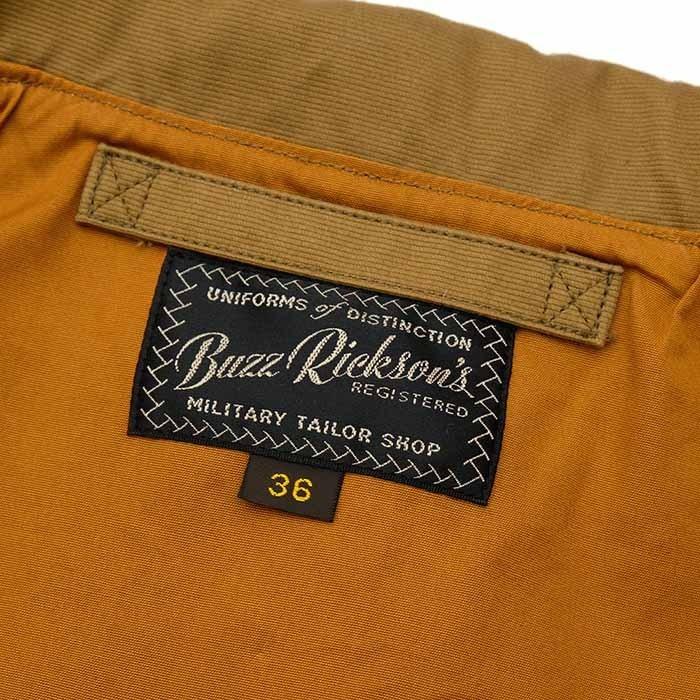 UNIFORMS of DISTINCTION
Buzz Rickson's
REGISTERED
MILITARY TAILOR SHOP
36